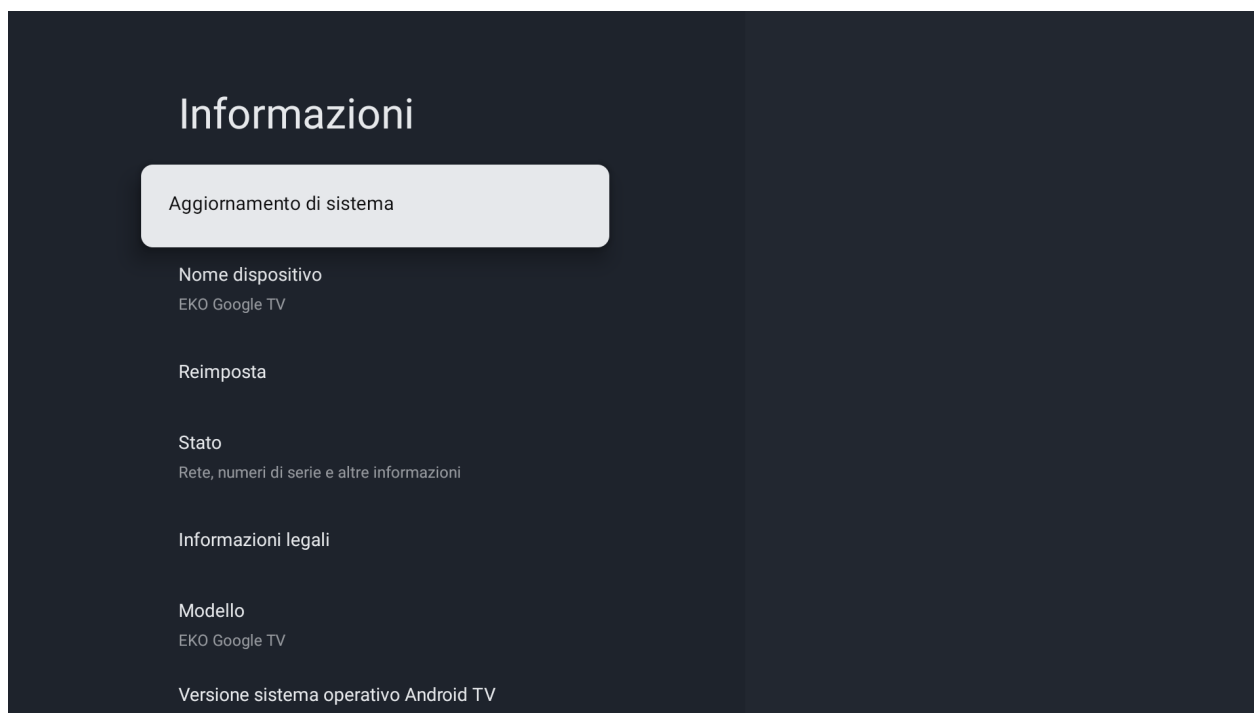 Informazioni
Aggiornamento di sistema
Nome dispositivo
EKO Google TV
Reimposta
Stato
Rete, numeri di serie e altre informazioni
Informazioni legali
Modello
EKO Google TV
Versione sistema operativo Android TV